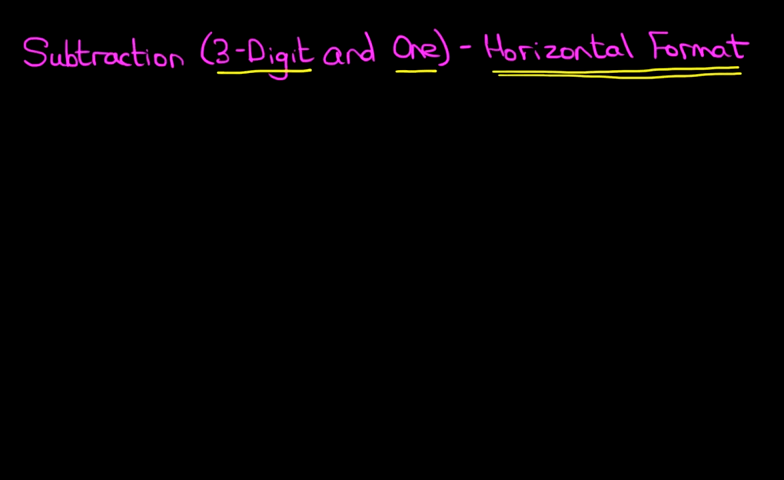 Subtraction (3-Digit and One) - Horizontal Format